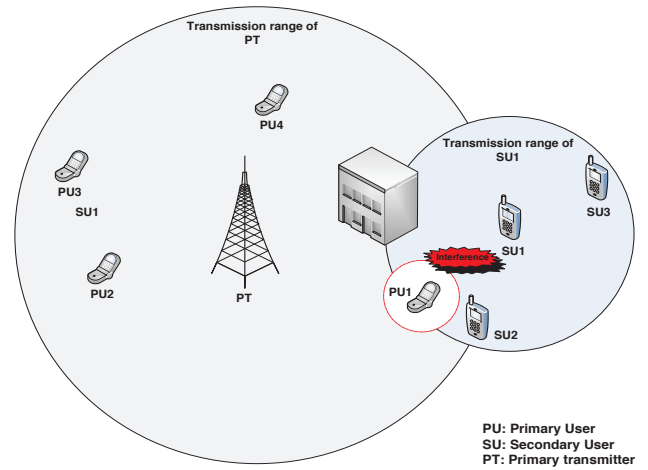 Transmission range of
PT
PU4
Transmission range of
SU1
PU3
SU1
SU3
SU1
Interference
PU2
PT
PU1
SU2
PU: Primary User
SU: Secondary User
PT: Primary transmitter